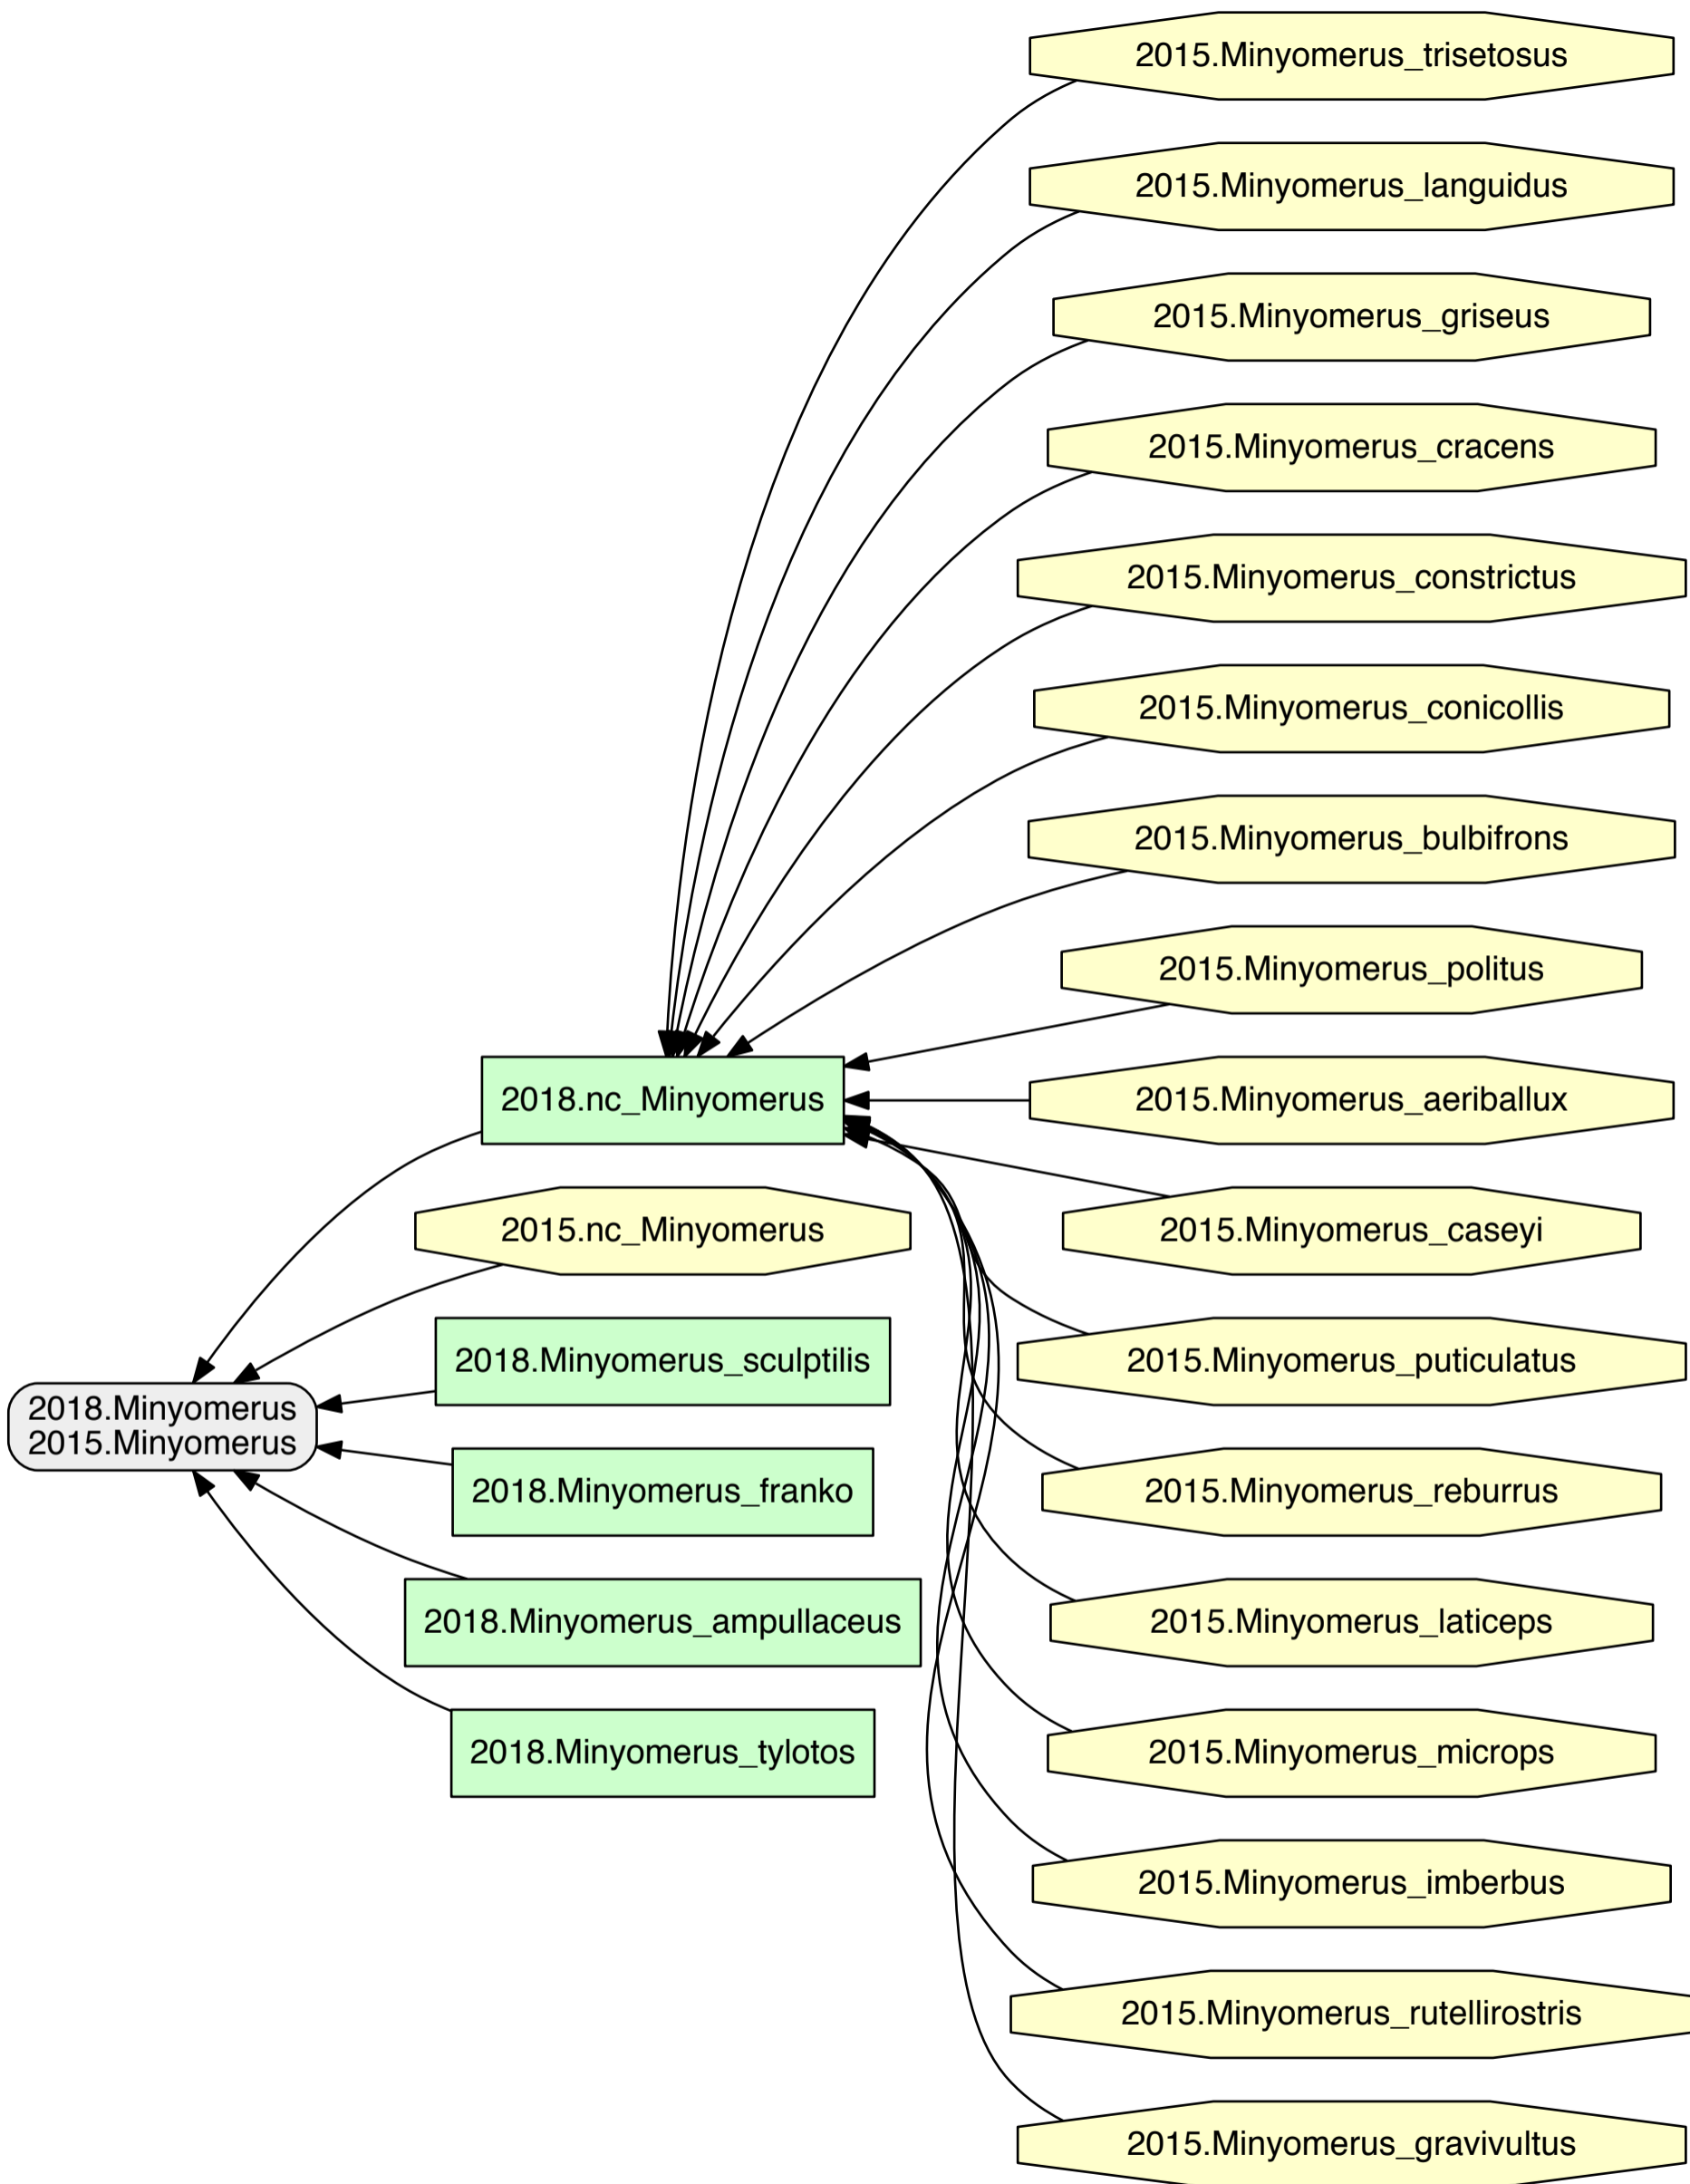 2015.Minyomerus_trisetosus
2015.Minyomerus_languidus
2015.Minyomerus_griseus
2015.Minyomerus_cracens
2015.Minyomerus_constrictus
2015.Minyomerus_conicollis
2015.Minyomerus_bulbifrons
2015.Minyomerus_politus
2018.nc_Minyomerus
2015.Minyomerus_aeriballux
2015.nc_Minyomerus
2015.Minyomerus_caseyi
2018.Minyomerus_sculptilis
2015.Minyomerus_puticulatus
2018.Minyomerus
2015.Minyomerus
2018.Minyomerus_franko
2015.Minyomerus_reburrus
2018.Minyomerus_ampullaceus
2015.Minyomerus_laticeps
2018.Minyomerus_tylotos
2015.Minyomerus_microps
2015.Minyomerus_imberbus
2015.Minyomerus_rutellirostris
2015.Minyomerus_gravivultus